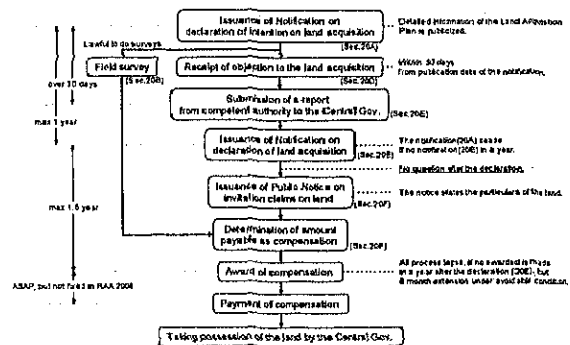 Issuance of Notification on
declaration of intention on land acquisition
[Sec.20A]
Detailed information of the Land Acquisition
Plan is publicized.
Lawful to do surveys
Field survey
[Sec.20B]
Receipt of objection to the land acquisition
[Sec.20D]
Within 30 days
from publication date of the notification.
over 30 days
Submission of a report
from competent authority to the Central Gov.
[Sec.20E]
max 1 year
Issuance of Notification on
declaration of land acquisition
[Sec.20E]
The notification(20A) cease
if no notification (20E) in a year.
No question after the declaration.
Issuance of Public Notice on
invitation claims on land
[Sec.20F]
The notice states the particulars of the land.
max 1.5 year
Determination of amount
payable as compensation
[Sec.20F]
Award of compensation
All process lapse, if no awarded is made
in a year after the declaration (20E), but
6 month extension under avoidable condition.
ASAP, but not fixed in RAA 2008
Payment of compensation
Taking possession of the land by the Central Gov.